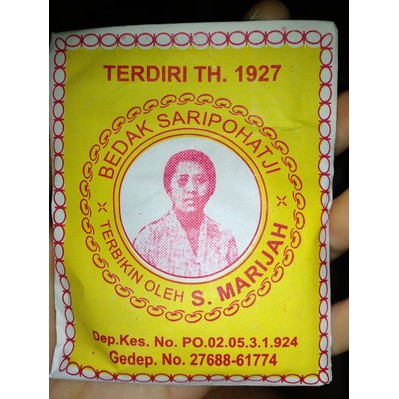 TERDIRI TH. 1927
BEDAK SARIPOHATJI
TERBIKIN OLEH S. MARIJAH
Dep.Kes. No. PO.02.05.3.1.924
Gedep. No. 27688-61774